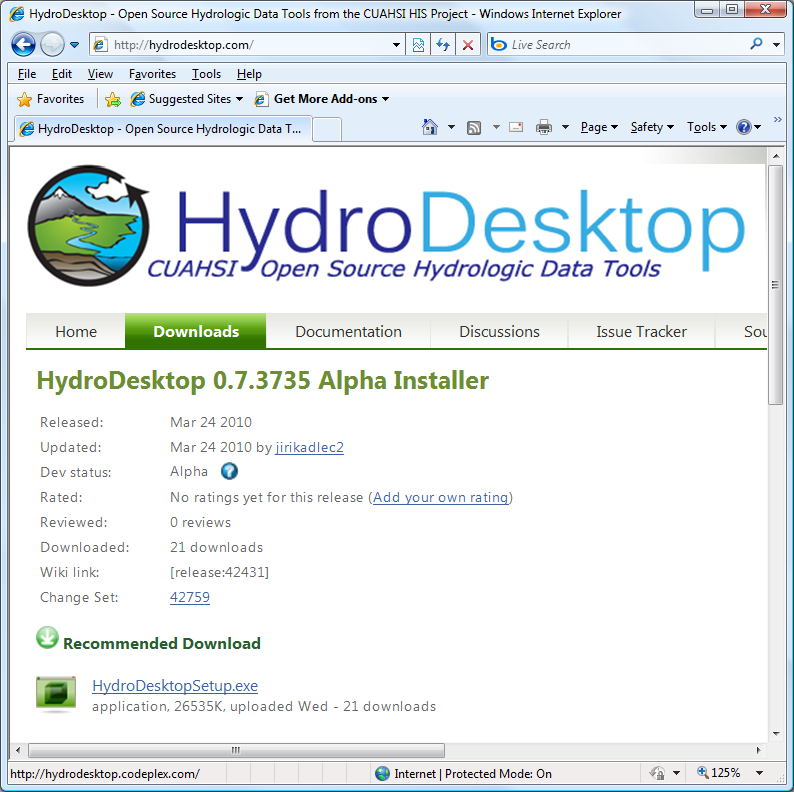 HydroDesktop - Open Source Hydrologic Data Tools from the CUAHSI HIS Project - Windows Internet Explorer
http://hydrodesktop.com/
Live Search
File Edit View Favorites Tools Help
Favorites Suggested Sites Get More Add-ons
HydroDesktop - Open Source Hydrologic Data T... Page Safety Tools
HydroDesktop
CUAHSI Open Source Hydrologic Data Tools
Home Downloads Documentation Discussions Issue Tracker Sou
HydroDesktop 0.7.3735 Alpha Installer
Released: Mar 24 2010
Updated: Mar 24 2010 by jirikadlec2
Dev status: Alpha
Rated: No ratings yet for this release (Add your own rating)
Reviewed: 0 reviews
Downloaded: 21 downloads
Wiki link: [release:42431]
Change Set: 42759
Recommended Download
HydroDesktopSetup.exe
application, 26535K, uploaded Wed - 21 downloads
http://hydrodesktop.codeplex.com/ Internet | Protected Mode: On 125%